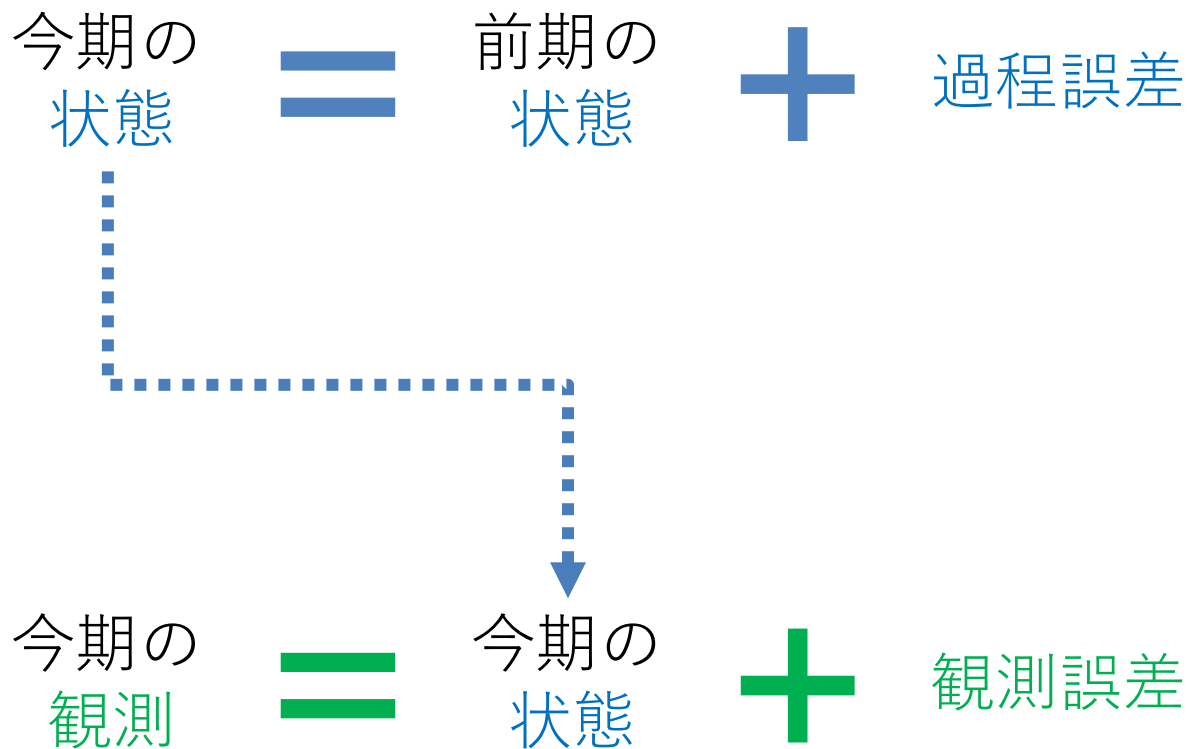 今期の
状態
=
前期の
状態
+
過程誤差
今期の
観測
=
今期の
状態
+
観測誤差